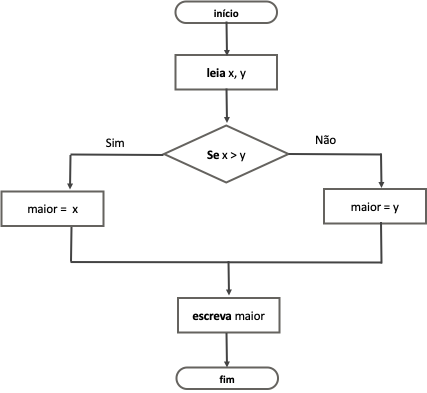 início
leia x, y
Sim
Não
Se x > y
maior = x
maior = y
escreva maior
fim